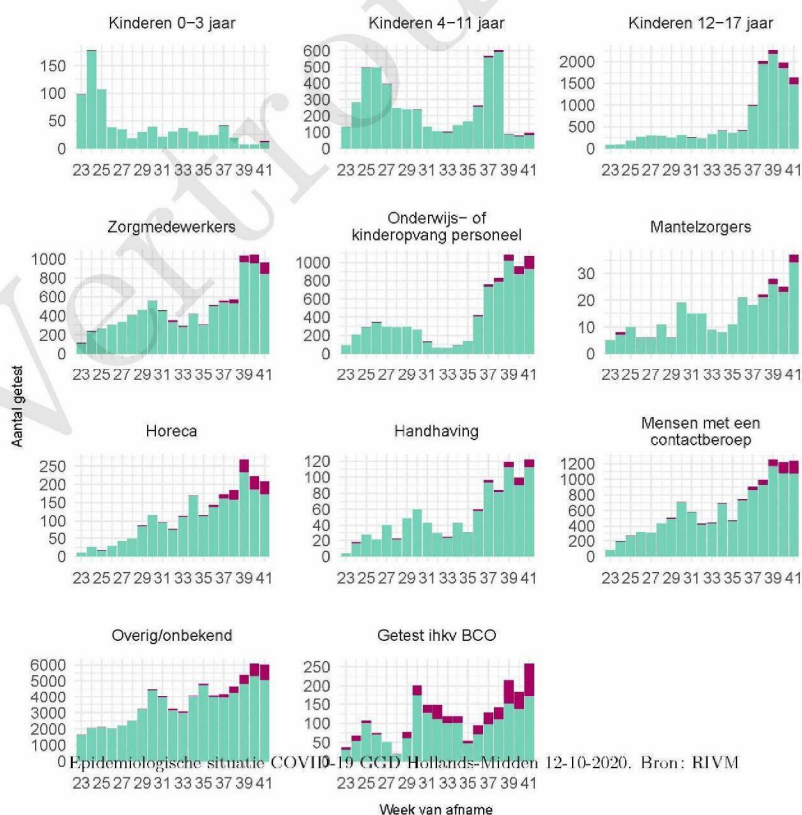 Kinderen 0−3 jaar
Kinderen 4−11 jaar
Kinderen 12−17 jaar
150
100
50
0
600
500
400
300
200
100
0
2000
1500
1000
500
0
23 25 27 29 31 33 35 37 39 41
23 25 27 29 31 33 35 37 39 41
23 25 27 29 31 33 35 37 39 41
Zorgmedewerkers
Onderwijs− of
kinderopvang personeel
Mantelzorgers
1000
800
600
400
200
0
1000
800
600
400
200
0
30
20
10
0
23 25 27 29 31 33 35 37 39 41
23 25 27 29 31 33 35 37 39 41
23 25 27 29 31 33 35 37 39 41
Aantal getest
Horeca
Handhaving
Mensen met een
contactberoep
250
200
150
100
50
0
120
100
80
60
40
20
0
1200
1000
800
600
400
200
0
23 25 27 29 31 33 35 37 39 41
23 25 27 29 31 33 35 37 39 41
23 25 27 29 31 33 35 37 39 41
Overig/onbekend
Getest ihkv BCO
6000
5000
4000
3000
2000
1000
0
250
200
150
100
50
0
Epidemiologische situatie COVID-19 GGD Hollands-Midden 12-10-2020. Bron: RIVM
23 25 27 29 31 33 35 37 39 41
23 25 27 29 31 33 35 37 39 41
Week van afname
Vertrou